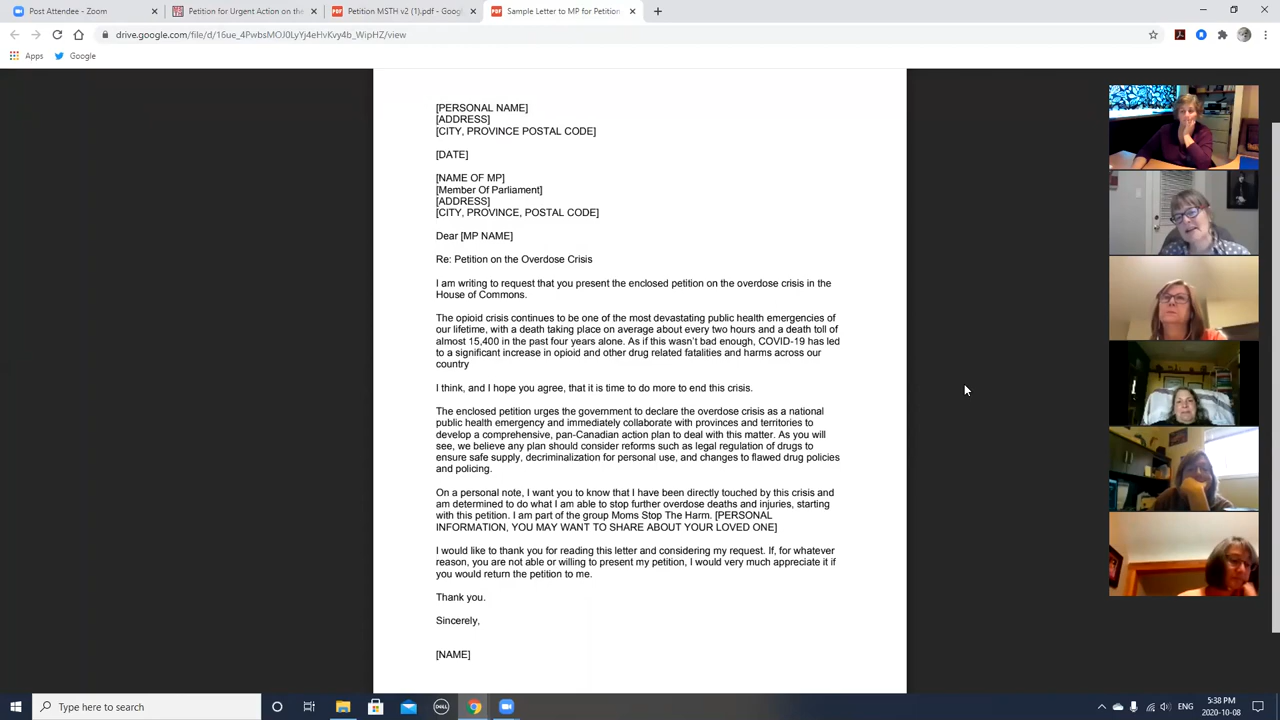 Post Attendee - Zoom
Petition for Urgent Action on the
Petition MSTH v2 (1).pdf - Googl
Sample Letter to MP for Petition
drive.google.com/file/d/16ue_4PwbsMOJ0LyYj4eHvKvy4b_WipHZ/view
Apps
Google
[PERSONAL NAME]
[ADDRESS]
[CITY, PROVINCE POSTAL CODE]
[DATE]
[NAME OF MP]
[Member Of Parliament]
[ADDRESS]
[CITY, PROVINCE, POSTAL CODE]
Dear [MP NAME]
Re: Petition on the Overdose Crisis
I am writing to request that you present the enclosed petition on the overdose crisis in the
House of Commons.
The opioid crisis continues to be one of the most devastating public health emergencies of
our lifetime, with a death taking place on average about every two hours and a death toll of
almost 15,400 in the past four years alone. As if this wasn't bad enough, COVID-19 has led
to a significant increase in opioid and other drug related fatalities and harms across our
country
I think, and I hope you agree, that it is time to do more to end this crisis.
The enclosed petition urges the government to declare the overdose crisis as a national
public health emergency and immediately collaborate with provinces and territories to
develop a comprehensive, pan-Canadian action plan to deal with this matter. As you will
see, we believe any plan should consider reforms such as legal regulation of drugs to
ensure safe supply, decriminalization for personal use, and changes to flawed drug policies
and policing.
On a personal note, I want you to know that I have been directly touched by this crisis and
am determined to do what I am able to stop further overdose deaths and injuries, starting
with this petition. I am part of the group Moms Stop The Harm. [PERSONAL
INFORMATION, YOU MAY WANT TO SHARE ABOUT YOUR LOVED ONE]
I would like to thank you for reading this letter and considering my request. If, for whatever
reason, you are not able or willing to present my petition, I would very much appreciate it if
you would return the petition to me.
Thank you.
Sincerely,
[NAME]
Type here to search
DELL
ENG
5:38 PM
2020-10-08